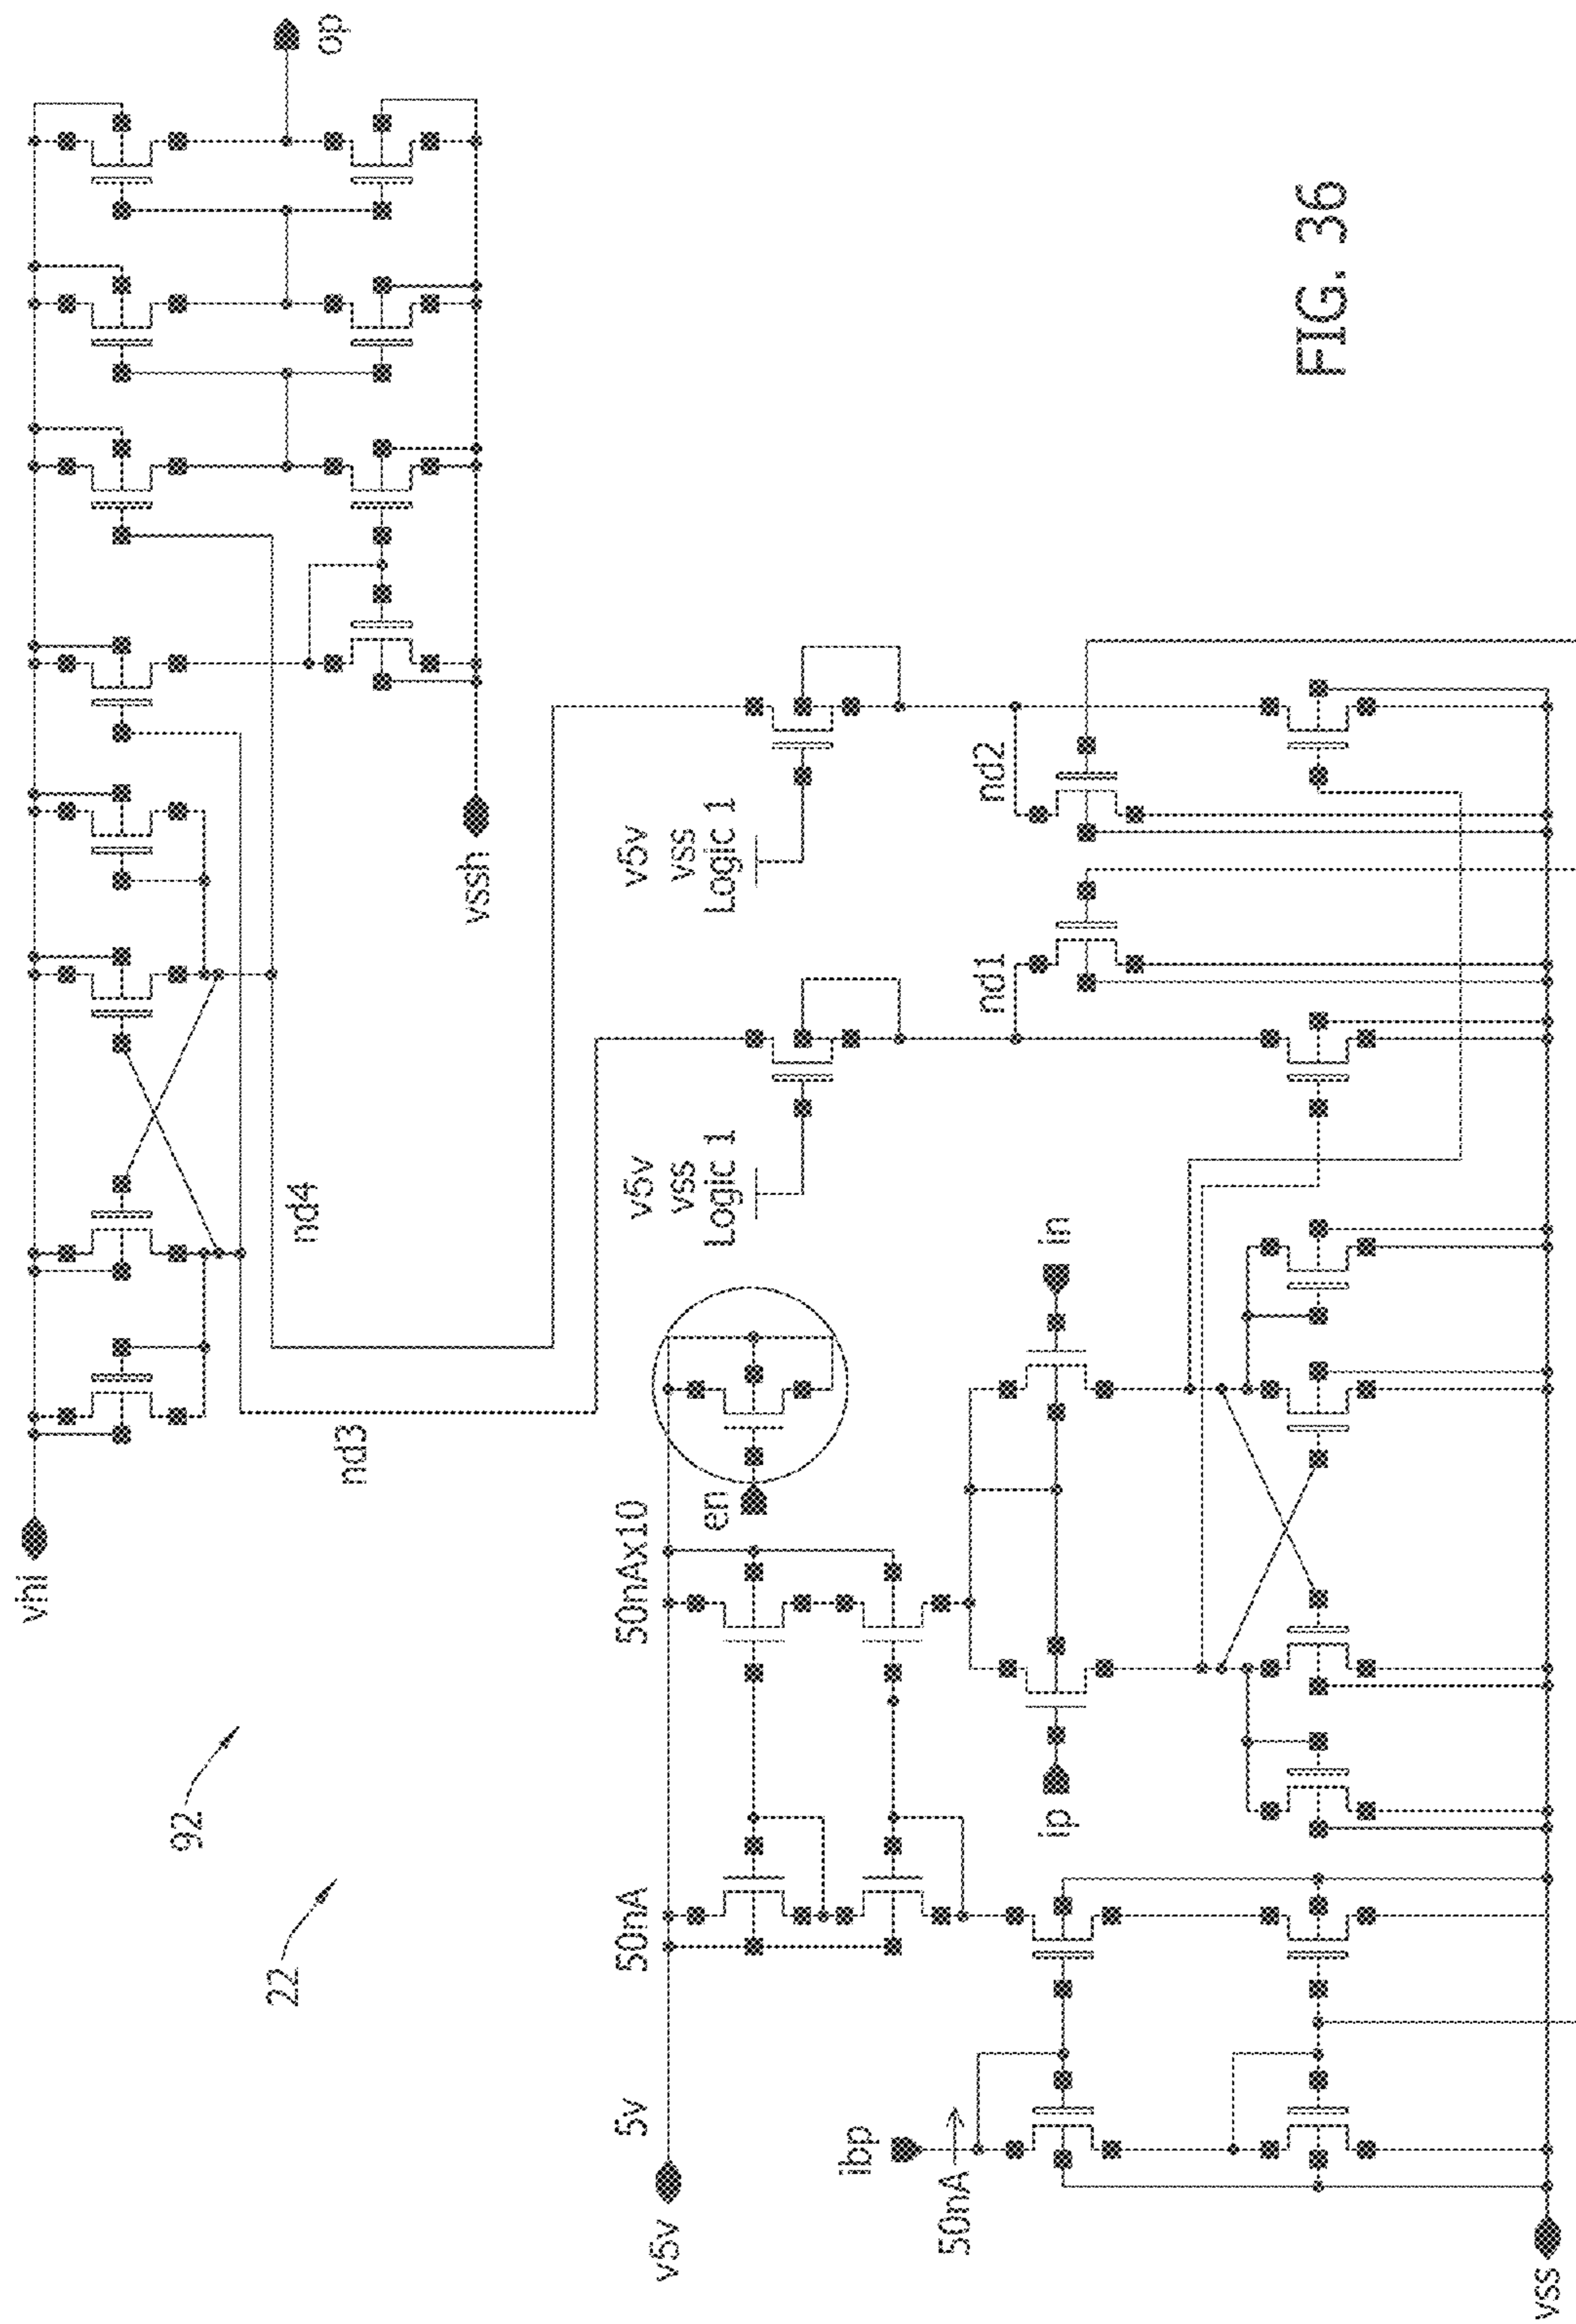 vhi
op
nd4
nd3
vssh
92
22
v5v
vss
Logic 1
v5v
vss
Logic 1
v5v
5v
50nA
50nAx10
en
nd1
nd2
ibp
50nA
ip
in
vss
FIG. 36